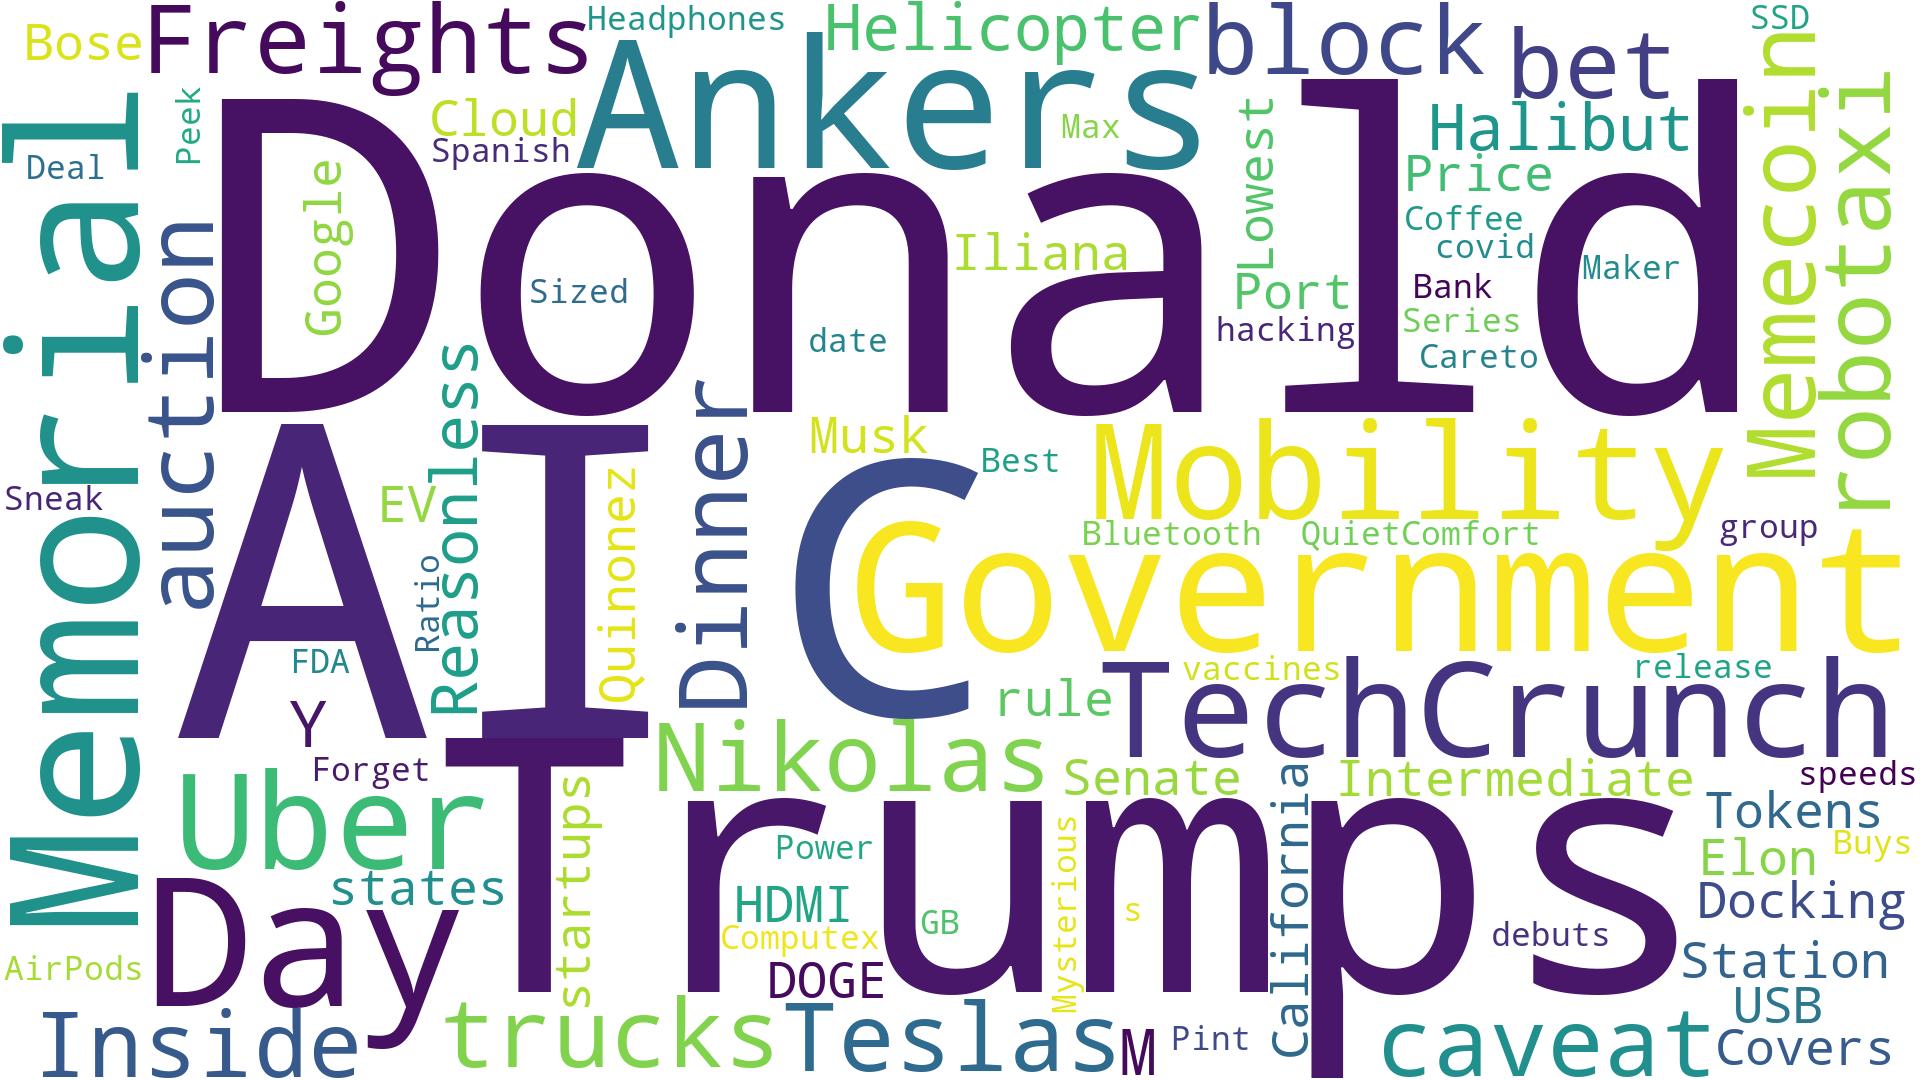 Bose
Freights
Headphones
Helicopter
block
bet
SSD
Ankers
Peek
Cloud
Spanish
Max
Lowest
Halibut
Memecoin
robotaxi
Memorial
Deal
auction
Donald
Google
Price
Coffee
covid
Iliana
Sized
Port
Bank
Maker
hacking
Series
date
Careto
Reasonless
Dinner
Musk
Best
Mobility
Sneak
AI
EV
Quinonez
C
Government
Bluetooth
QuietComfort
group
Ratio
FDA
Y
rule
TechCrunch
vaccines
release
Forget
Trumps
Nikolas
Senate
California
Intermediate
speeds
Uber
startups
Tokens
Power
Mysterious
Elon
Buys
Day
states
HDMI
GB
s
Docking
Computex
debuts
AirPods
DOGE
Station
Inside
trucks
Teslas
M
Pint
caveat
USB
Covers